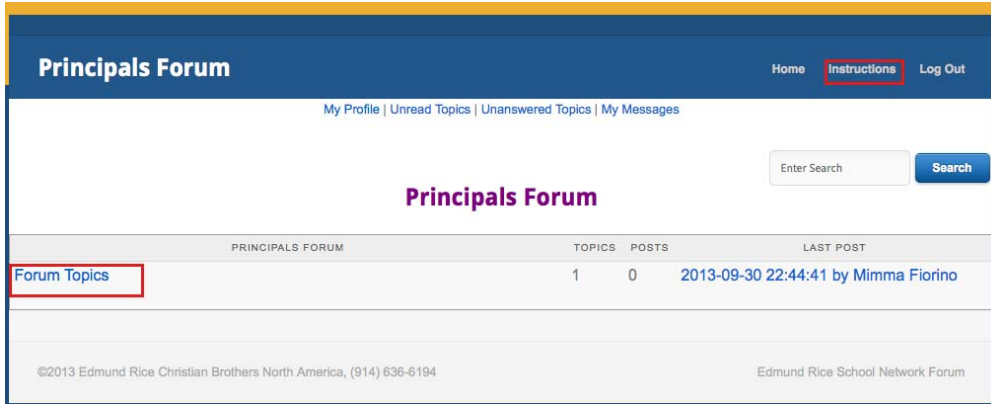 Principals Forum
Home Instructions Log Out
My Profile | Unread Topics | Unanswered Topics | My Messages
Enter Search Search
Principals Forum
PRINCIPALS FORUM TOPICS POSTS LAST POST
Forum Topics 1 0 2013-09-30 22:44:41 by Mimma Fiorino
©2013 Edmund Rice Christian Brothers North America, (914) 636-6194 Edmund Rice School Network Forum